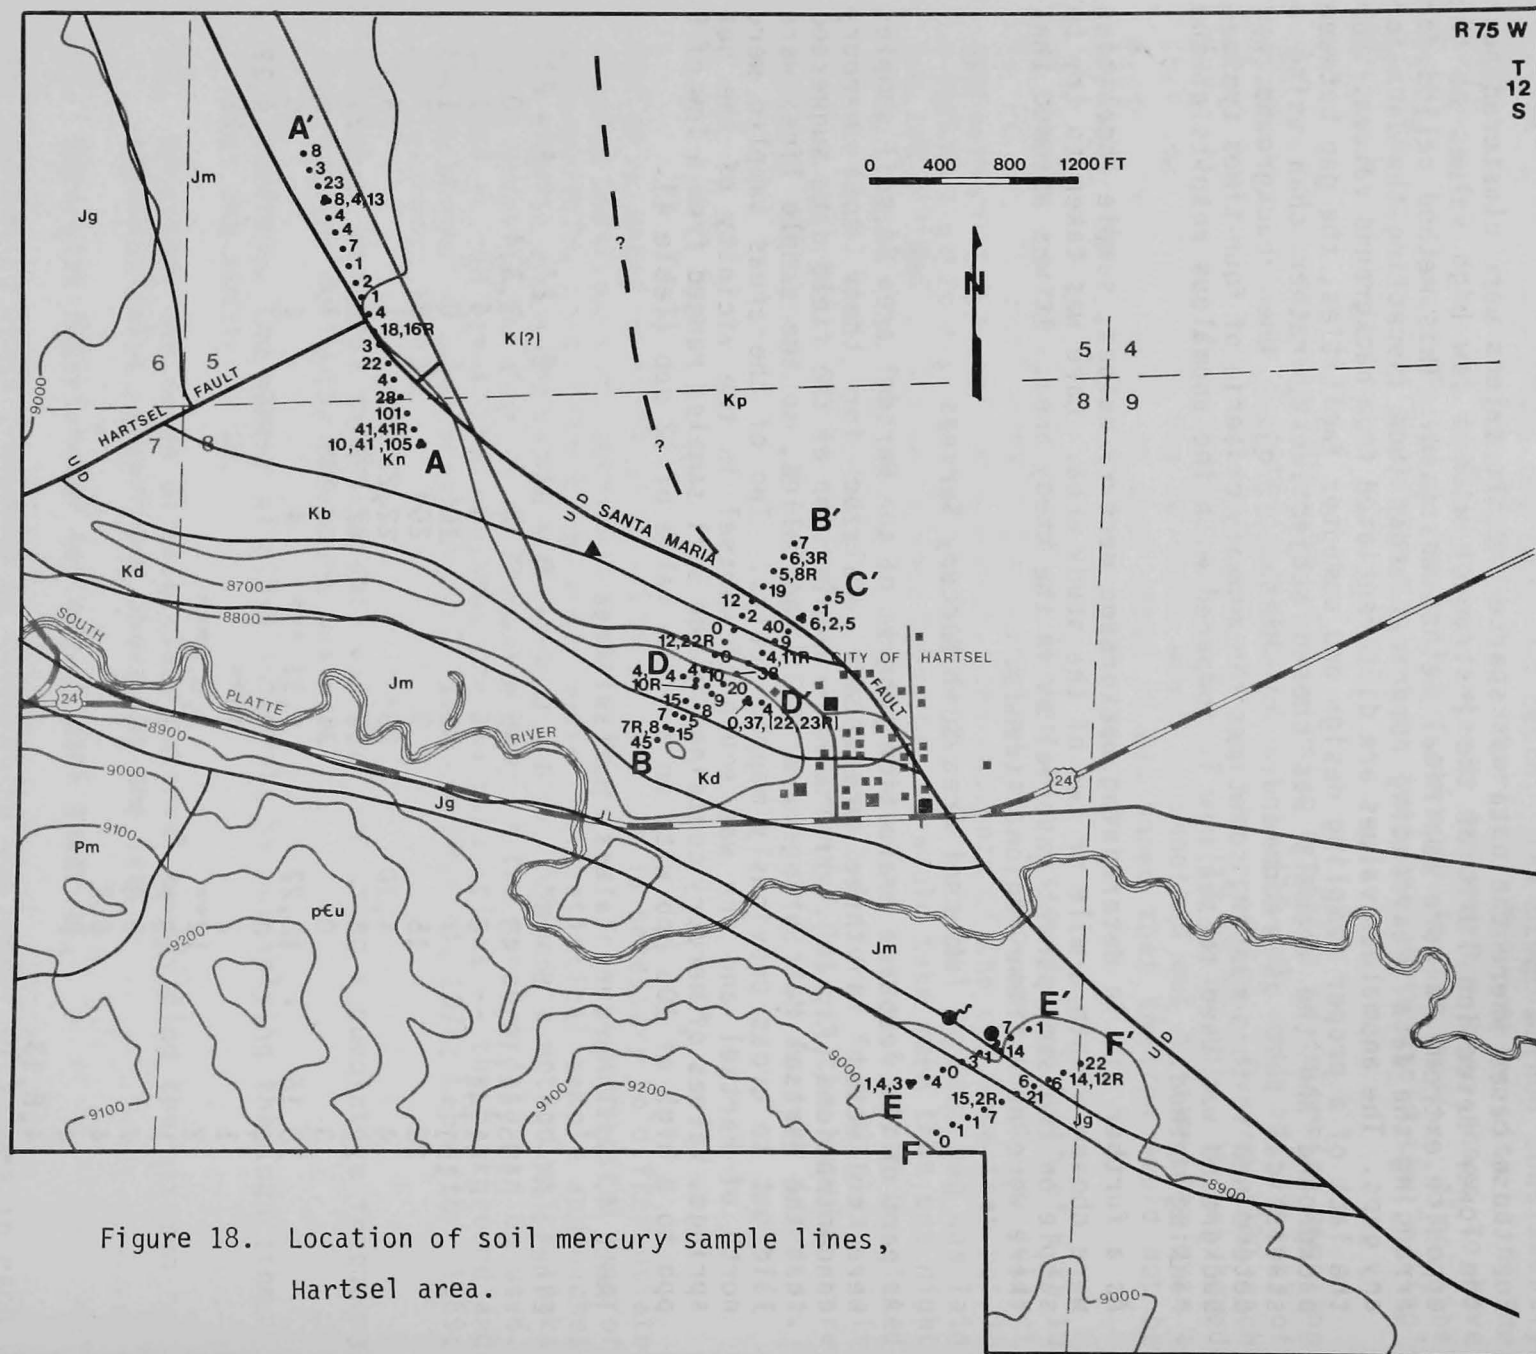 R 75 W
T
12
S
A′
8
3
23
8,4,13
4
4
7
1
2
1
4
18,16R
3
22
4
28
101
41,41R
10,41,105
A
Kn
Jm
Jg
0 400 800 1200 FT
N
?
?
K(?)
Kp
6 5
7 8
5 4
8 9
9000
HARTSEL FAULT
U
D
Kb
Kd
8700
8800
D
U
SANTA MARIA
FAULT
B′
7
6,3R
5,8R
19
12
2
0
12,22R
0
C′
5
1
6,2,5
40
9
4,11R
38
CITY OF HARTSEL
D
4,
4
4
10
10R
20
9
15
8
7
5
7R,8
15
45
B
D′
4
0,37,(22,23R)
Kd
SOUTH
PLATTE
RIVER
24
24
Jm
8900
9000
9100
Jg
Pm
p€u
9200
9100
9100
9200
9000
Jm
E′
7
1
14
1
3
0
4
1,4,3
E
F′
22
14,12R
6
6
21
15,2R
7
1
1
0
F
Jg
U
D
8900
9000
Figure 18. Location of soil mercury sample lines,
Hartsel area.